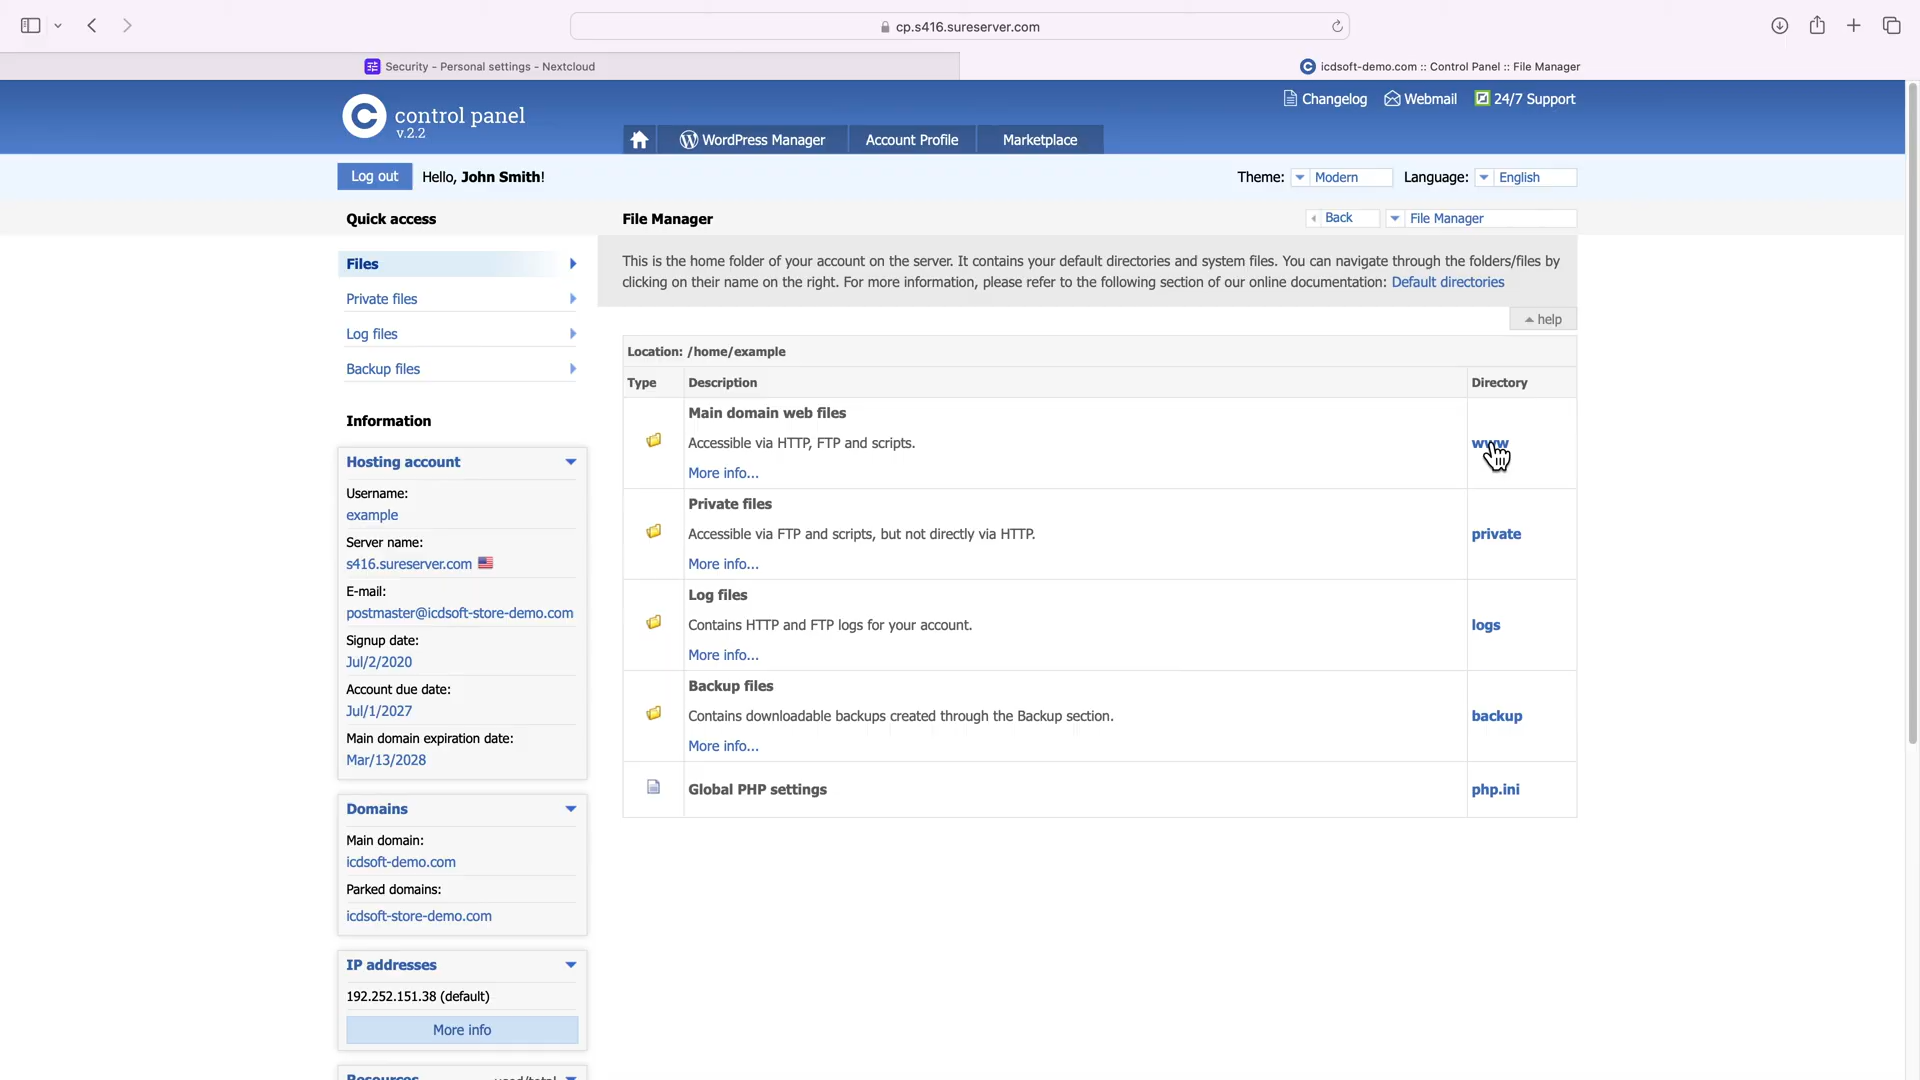 cp.s416.sureserver.com
Security – Personal settings – Nextcloud
icdsoft-demo.com :: Control Panel :: File Manager
control panel
v.2.2
Changelog
Webmail
24/7 Support
WordPress Manager
Account Profile
Marketplace
Log out
Hello, John Smith!
Theme:
Modern
Language:
English
Quick access
File Manager
Back
File Manager
Files
Private files
Log files
Backup files
This is the home folder of your account on the server. It contains your default directories and system files. You can navigate through the folders/files by
clicking on their name on the right. For more information, please refer to the following section of our online documentation: Default directories
help
Information
Hosting account
Username:
example
Server name:
s416.sureserver.com
E-mail:
postmaster@icdsoft-store-demo.com
Signup date:
Jul/2/2020
Account due date:
Jul/1/2027
Main domain expiration date:
Mar/13/2028
Domains
Main domain:
icdsoft-demo.com
Parked domains:
icdsoft-store-demo.com
IP addresses
192.252.151.38 (default)
More info
Resources
used/total
Location: /home/example
Type
Description
Directory
Main domain web files
Accessible via HTTP, FTP and scripts.
More info...
www
Private files
Accessible via FTP and scripts, but not directly via HTTP.
More info...
private
Log files
Contains HTTP and FTP logs for your account.
More info...
logs
Backup files
Contains downloadable backups created through the Backup section.
More info...
backup
Global PHP settings
php.ini